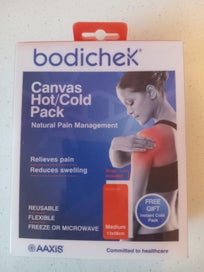 bodichek®
Canvas
Hot/Cold
Pack
Natural Pain Management
Relieves pain
Reduces swelling
FREE
GIFT
Instant Cold
Pack
REUSABLE
FLEXIBLE
FREEZE OR MICROWAVE
Medium
AAXIS
Committed to healthcare